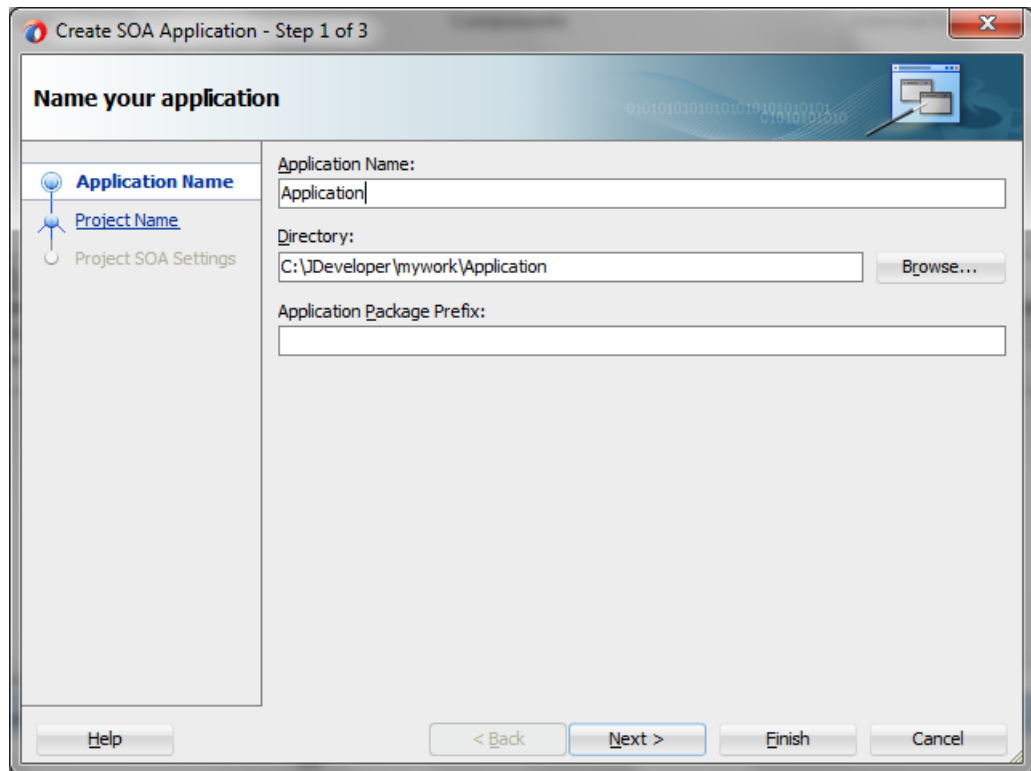 Create SOA Application - Step 1 of 3
Name your application
Application Name
Project Name
Project SOA Settings
Application Name:
Application
Directory:
C:\JDeveloper\mywork\Application
Browse...
Application Package Prefix:
Help
< Back
Next >
Finish
Cancel